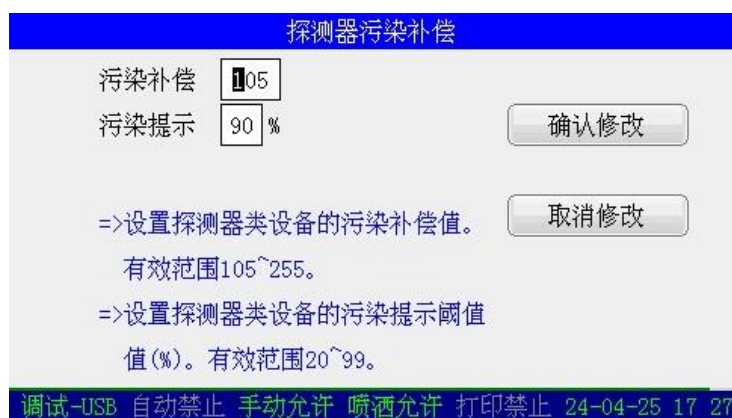 探测器污染补偿
污染补偿 105
污染提示 90 %
确认修改
=>设置探测器类设备的污染补偿值。
取消修改
有效范围105~255。
=>设置探测器类设备的污染提示阈值
值(%)。有效范围20~99。
调试-USB 自动禁止 手动允许 喷洒允许 打印禁止 24-04-25 17 27